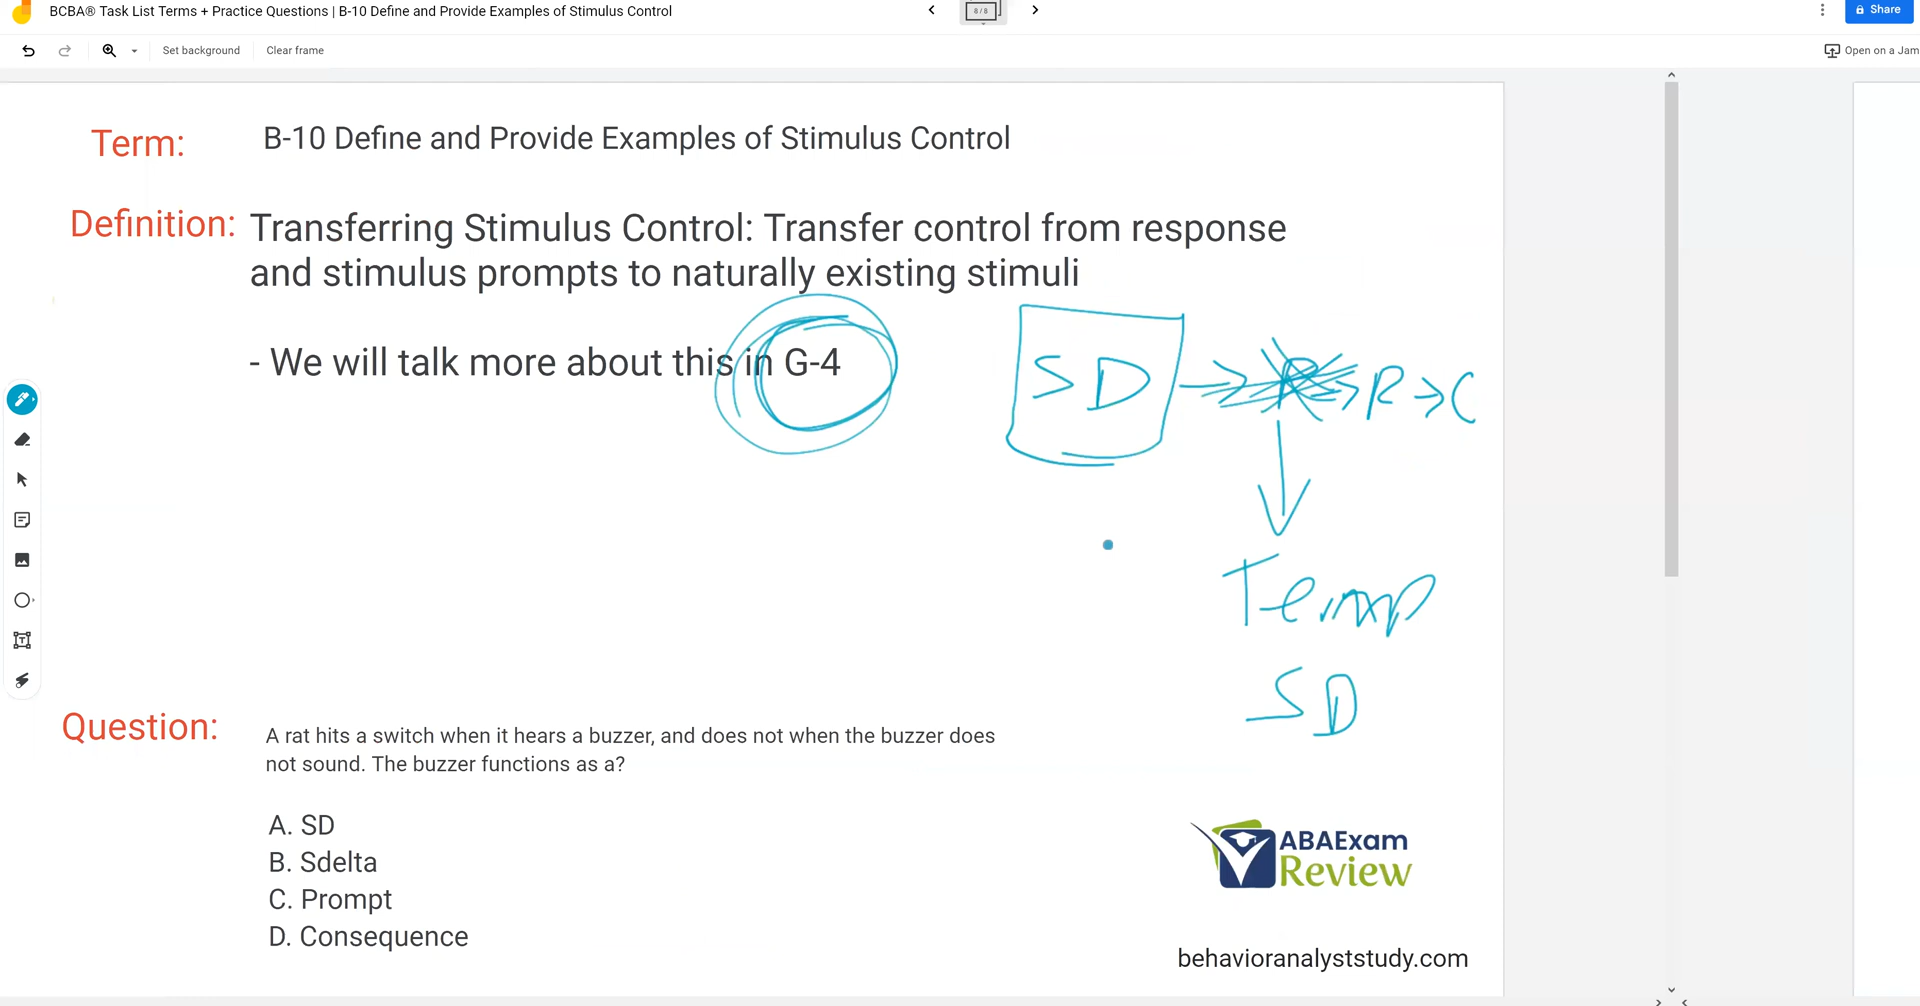 BCBA® Task List Terms + Practice Questions | B-10 Define and Provide Examples of Stimulus Control
8 / 8
Share
Set background
Clear frame
Open on a Jam
Term:
B-10 Define and Provide Examples of Stimulus Control
Definition:
Transferring Stimulus Control: Transfer control from response
and stimulus prompts to naturally existing stimuli
- We will talk more about this in G-4
SD → P → R → C
Temp
SD
Question:
A rat hits a switch when it hears a buzzer, and does not when the buzzer does
not sound. The buzzer functions as a?
A. SD
B. Sdelta
C. Prompt
D. Consequence
ABAExam
Review
behavioranalyststudy.com